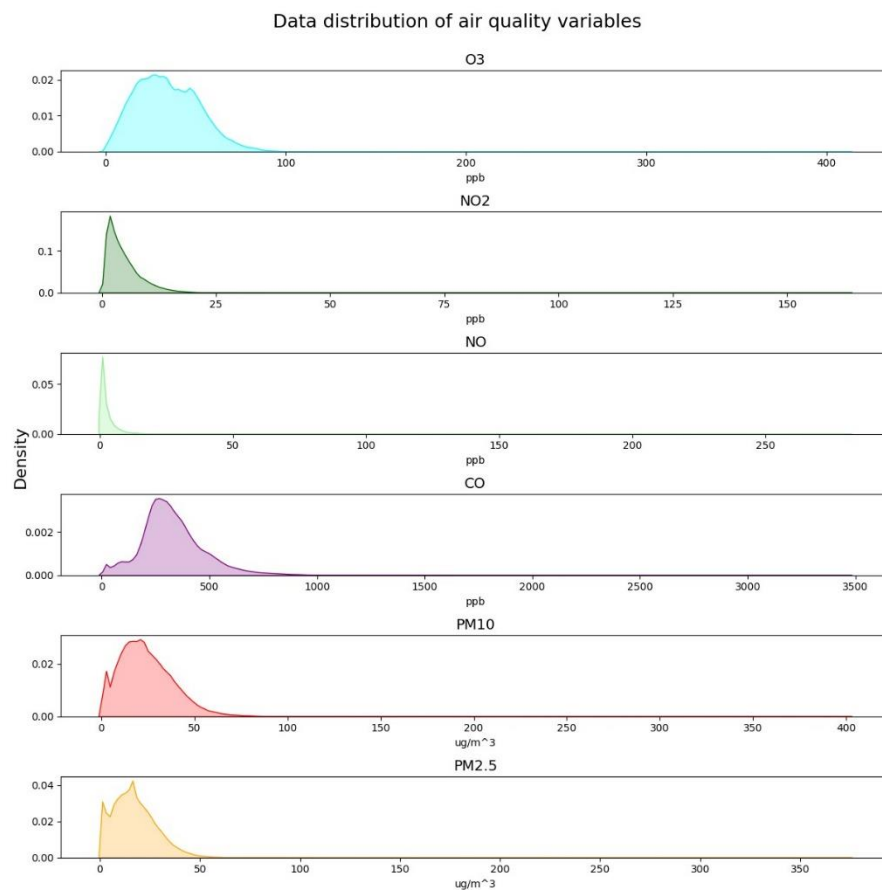 Data distribution of air quality variables
O3
0.02
0.01
0.00
0 100 200 300 400
ppb
NO2
0.1
0.0
0 25 50 75 100 125 150
ppb
NO
0.05
0.00
0 50 100 150 200 250
ppb
Density
CO
0.002
0.000
0 500 1000 1500 2000 2500 3000 3500
ppb
PM10
0.02
0.00
0 50 100 150 200 250 300 350 400
ug/m^3
PM2.5
0.04
0.02
0.00
0 50 100 150 200 250 300 350
ug/m^3